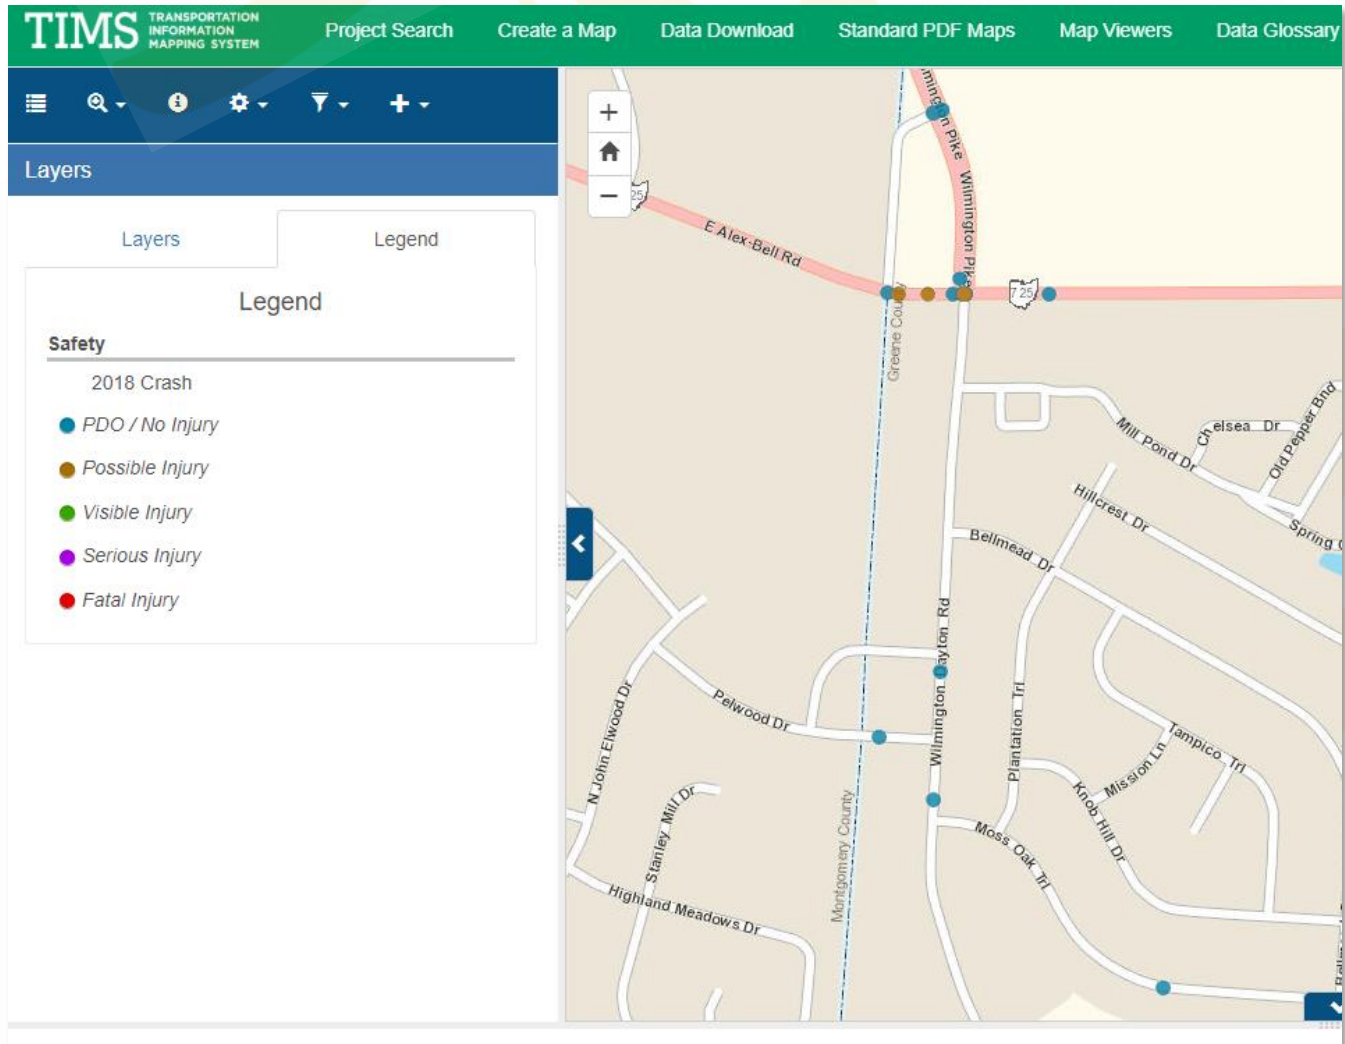 TIMS TRANSPORTATION INFORMATION MAPPING SYSTEM
Project Search Create a Map Data Download Standard PDF Maps Map Viewers Data Glossary
Layers
Layers Legend
Legend
Safety
2018 Crash
PDO / No Injury
Possible Injury
Visible Injury
Serious Injury
Fatal Injury
Wilmington Pike
E Alex-Bell Rd
725
Greene County
Mill Pond Dr
Chelsea Dr
Old Pepper Bnd
Spring
Hillcrest Dr
Bellmead Dr
Wilmington Dayton Rd
Plantation Trl
Pelwood Dr
N John Elwood Dr
Tampico Trl
Mission Ln
Knob Hill Dr
Stanley Mill Dr
Moss Oak Trl
Montgomery County
Highland Meadows Dr